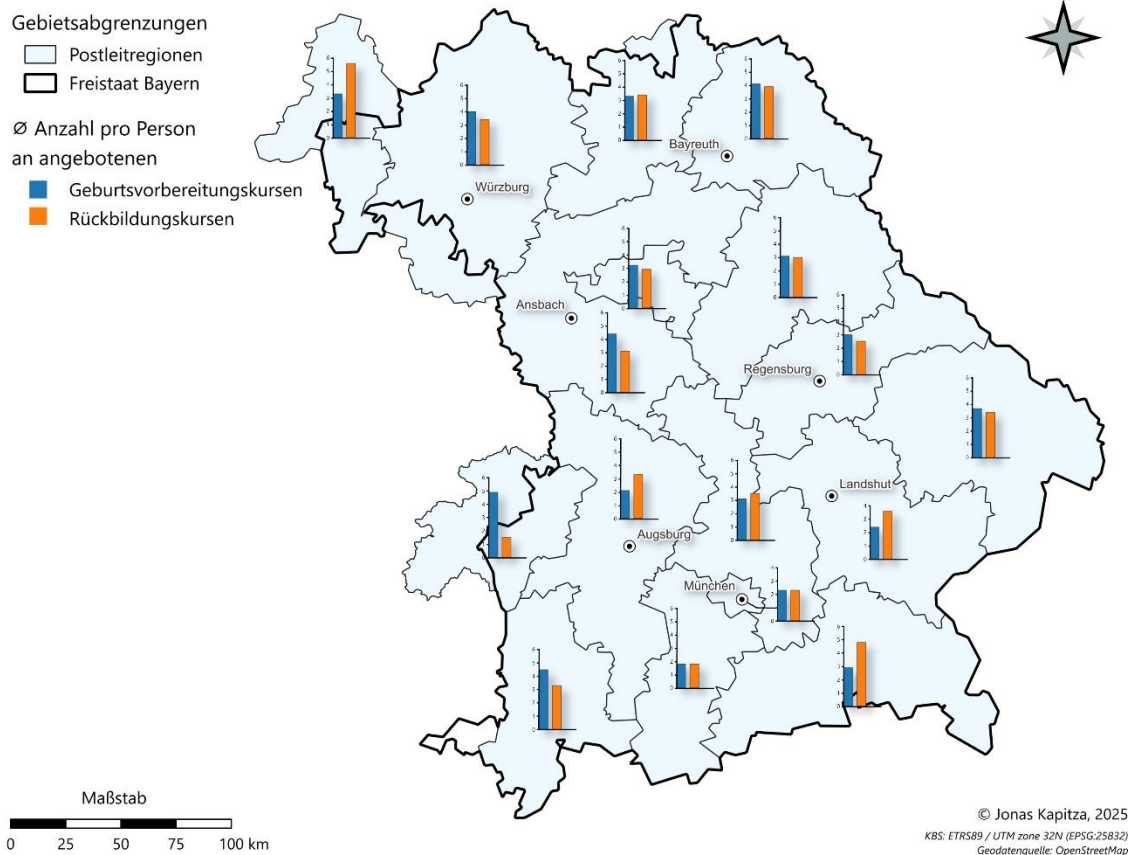 Gebietsabgrenzungen
Postleitregionen
Freistaat Bayern
Ø Anzahl pro Person
an angebotenen
Geburtsvorbereitungskursen
Rückbildungskursen
Bayreuth
Würzburg
Ansbach
Regensburg
Landshut
Augsburg
München
Maßstab
0 25 50 75 100 km
© Jonas Kapitza, 2025
KBS: ETRS89 / UTM zone 32N (EPSG:25832)
Geodatenquelle: OpenStreetMap